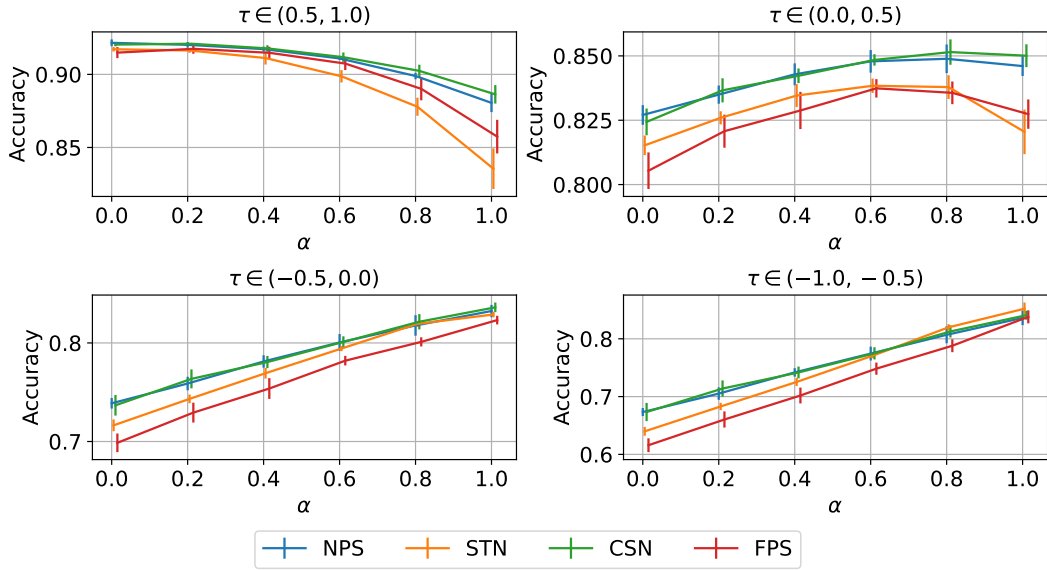 τ ∈ (0.5, 1.0)
τ ∈ (0.0, 0.5)
Accuracy
0.90
0.85
0.0 0.2 0.4 0.6 0.8 1.0
α
Accuracy
0.850
0.825
0.800
0.0 0.2 0.4 0.6 0.8 1.0
α
τ ∈ (−0.5, 0.0)
τ ∈ (−1.0, −0.5)
Accuracy
0.8
0.7
0.0 0.2 0.4 0.6 0.8 1.0
α
Accuracy
0.8
0.7
0.6
0.0 0.2 0.4 0.6 0.8 1.0
α
NPS STN CSN FPS